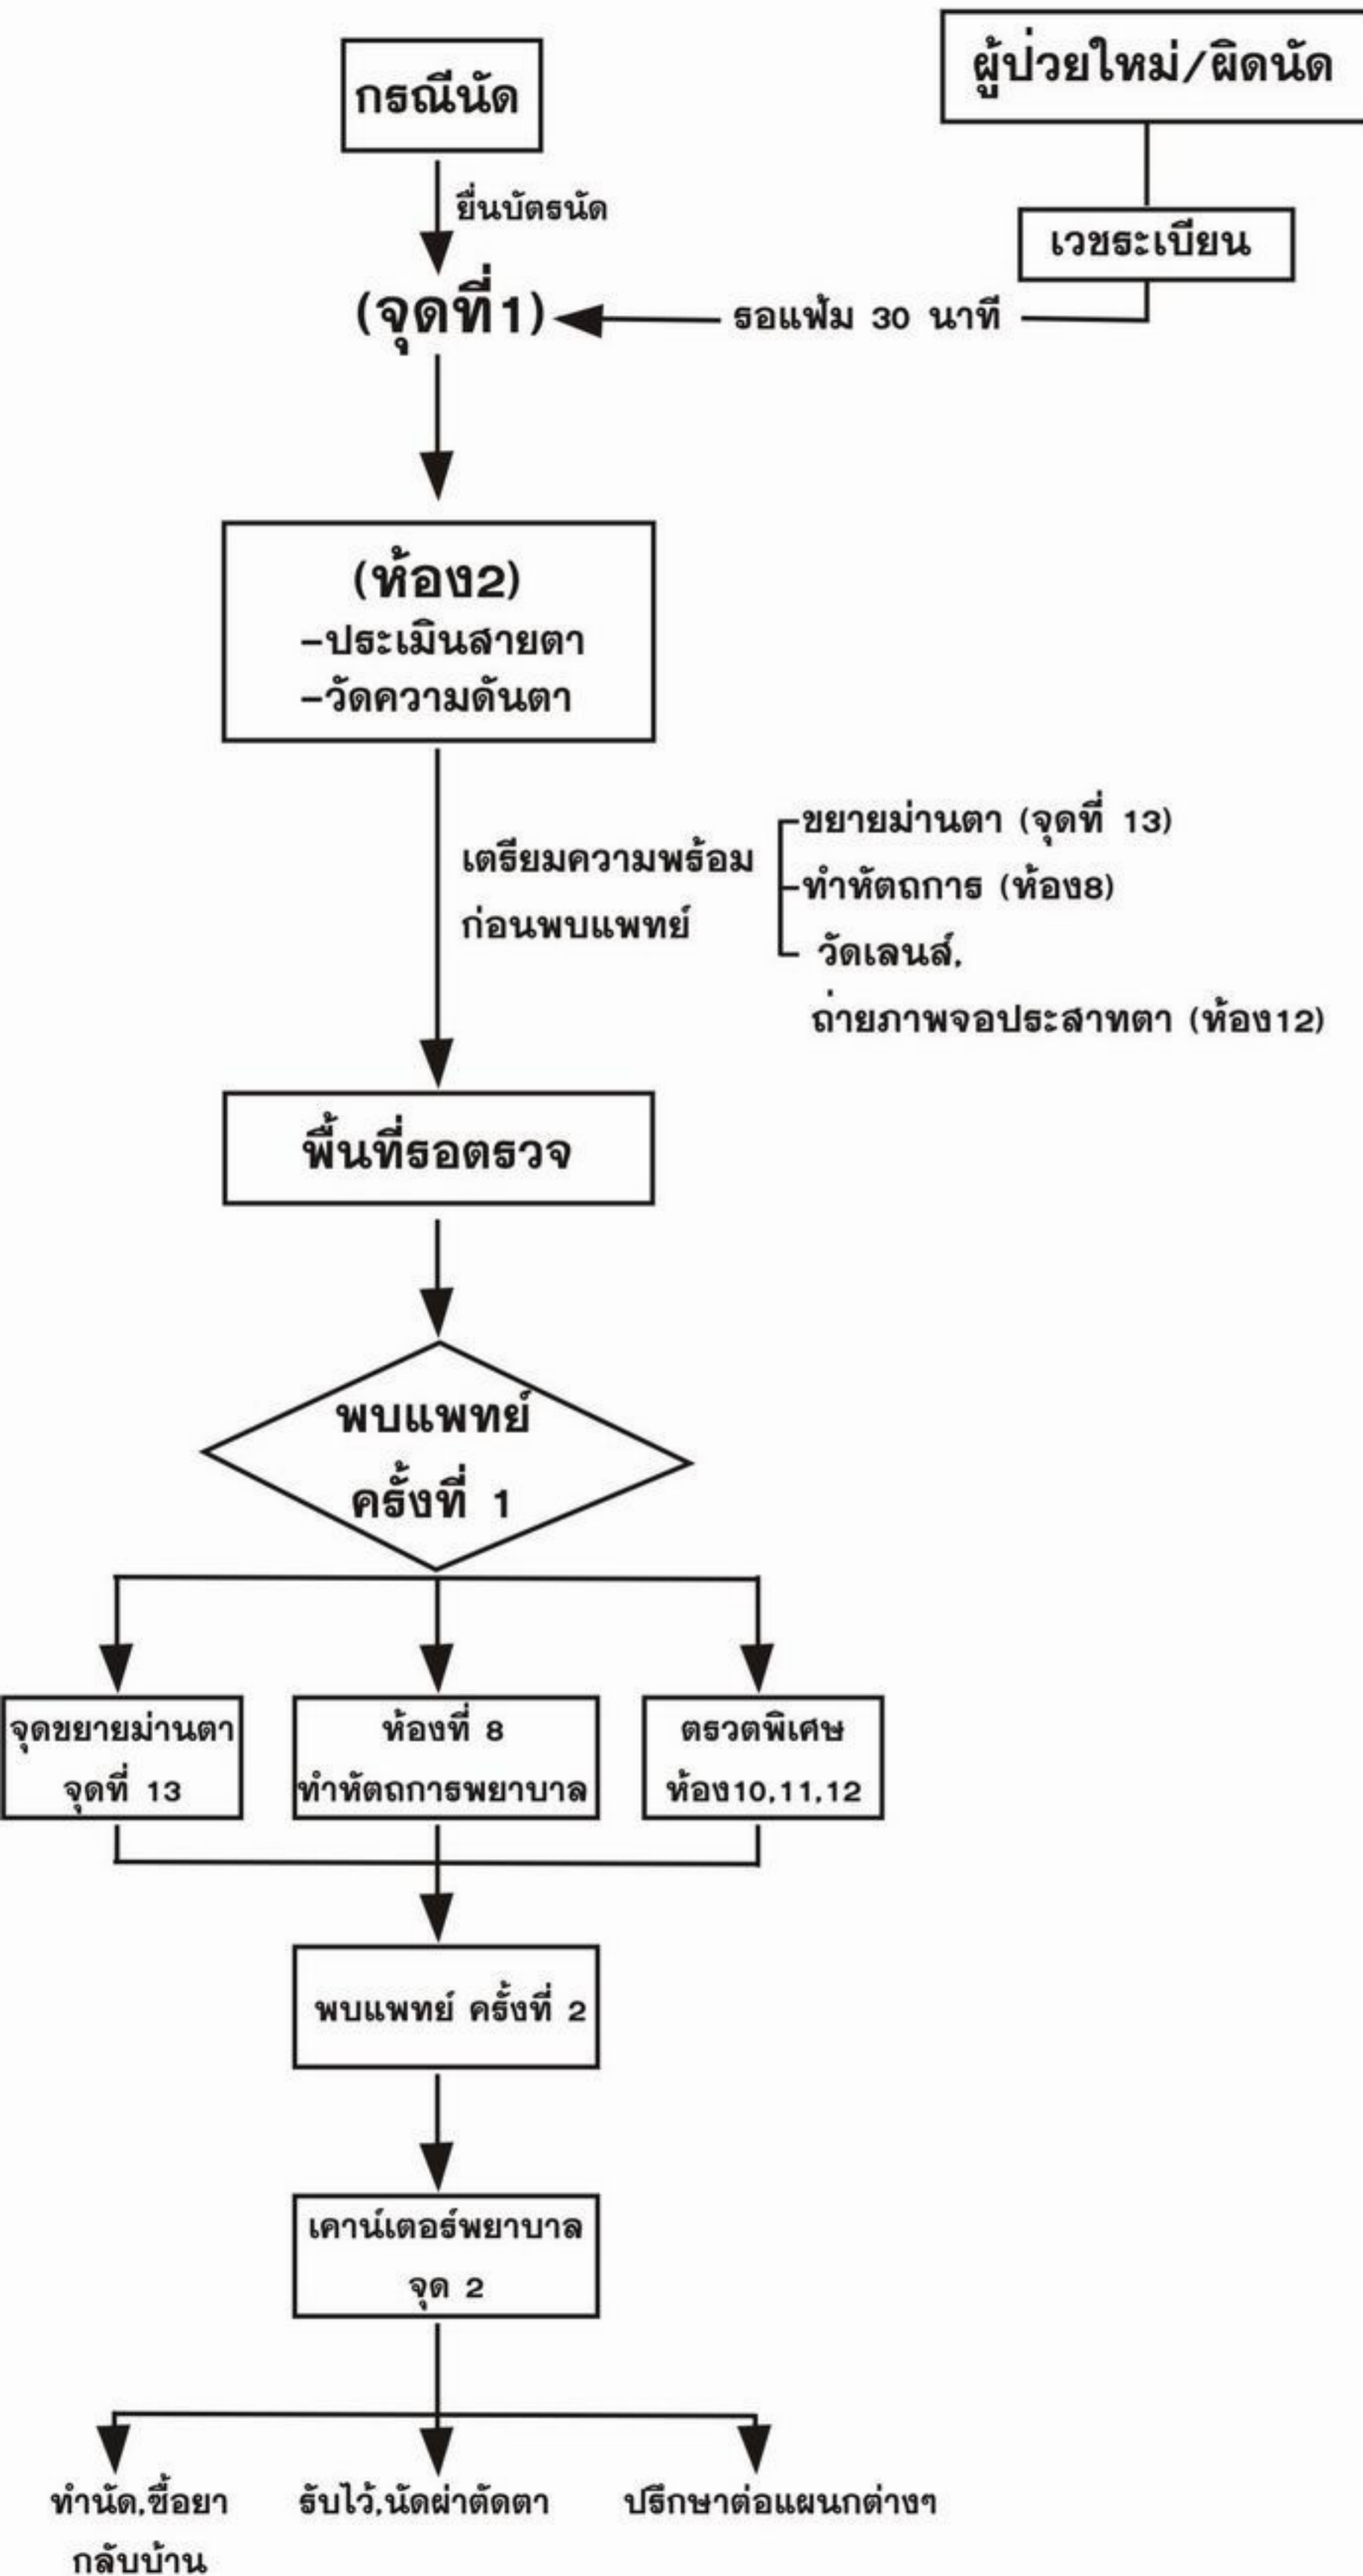 กรณีนัด
ผู้ป่วยใหม่/ผิดนัด
ยื่นบัตรนัด
เวชระเบียน
(จุดที่1)
รอแฟ้ม 30 นาที
(ห้อง2)
-ประเมินสายตา
-วัดความดันตา
เตรียมความพร้อม
ก่อนพบแพทย์
ขยายม่านตา (จุดที่ 13)
ทำหัตถการ (ห้อง8)
วัดเลนส์,
ถ่ายภาพจอประสาทตา (ห้อง12)
พื้นที่รอตรวจ
พบแพทย์
ครั้งที่ 1
จุดขยายม่านตา
จุดที่ 13
ห้องที่ 8
ทำหัตถการพยาบาล
ตรวตพิเศษ
ห้อง10,11,12
พบแพทย์ ครั้งที่ 2
เคาน์เตอร์พยาบาล
จุด 2
ทำนัด,ซื้อยา
กลับบ้าน
รับไว้,นัดผ่าตัดตา
ปรึกษาต่อแผนกต่างๆ